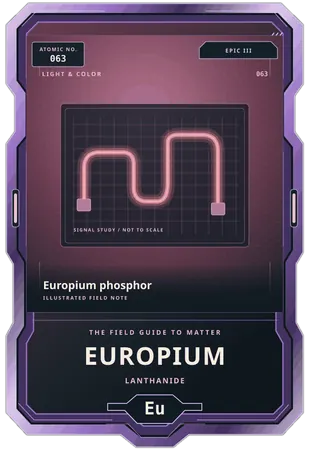 ATOMIC NO.
063
EPIC III
LIGHT & COLOR
063
SIGNAL STUDY / NOT TO SCALE
Europium phosphor
ILLUSTRATED FIELD NOTE
THE FIELD GUIDE TO MATTER
EUROPIUM
LANTHANIDE
Eu